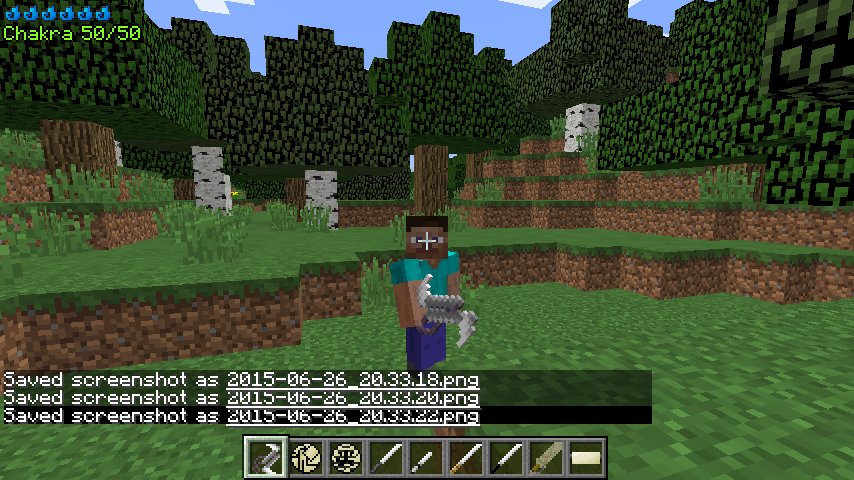 Chakra 50/50
Saved screenshot as 2015-06-26_20.33.18.png
Saved screenshot as 2015-06-26_20.33.20.png
Saved screenshot as 2015-06-26_20.33.22.png